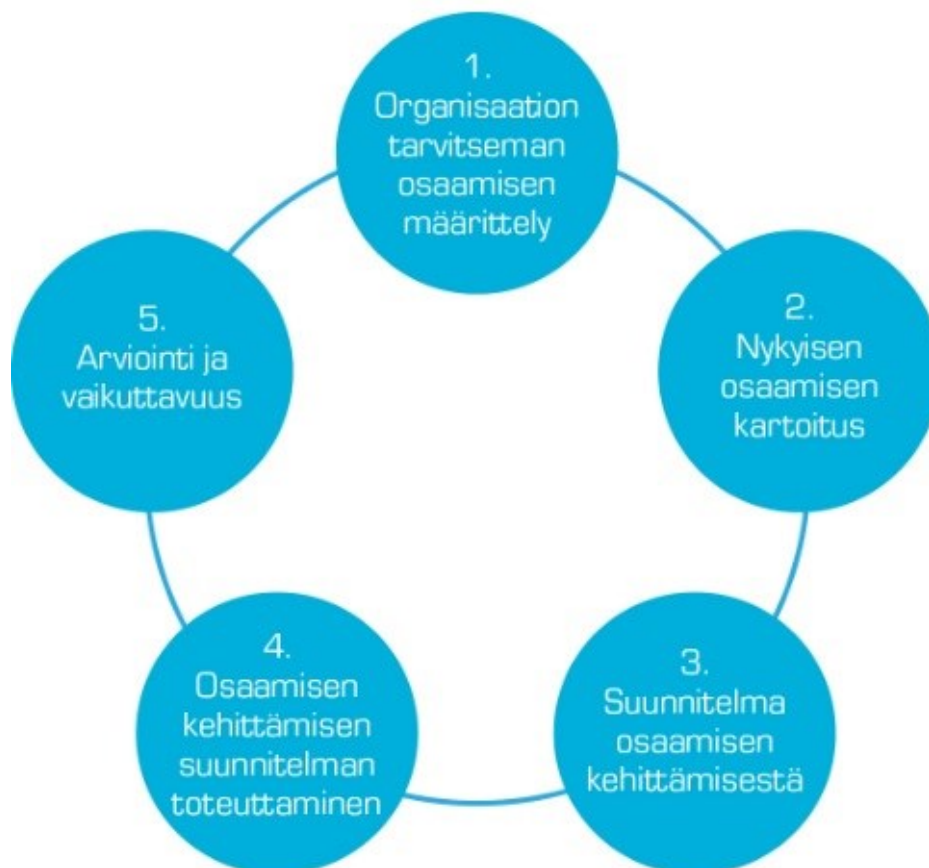 1.
Organisaation
tarvitseman
osaamisen
määrittely
2.
Nykyisen
osaamisen
kartoitus
3.
Suunnitelma
osaamisen
kehittämisestä
4.
Osaamisen
kehittämisen
suunnitelman
toteuttaminen
5.
Arviointi ja
vaikuttavuus